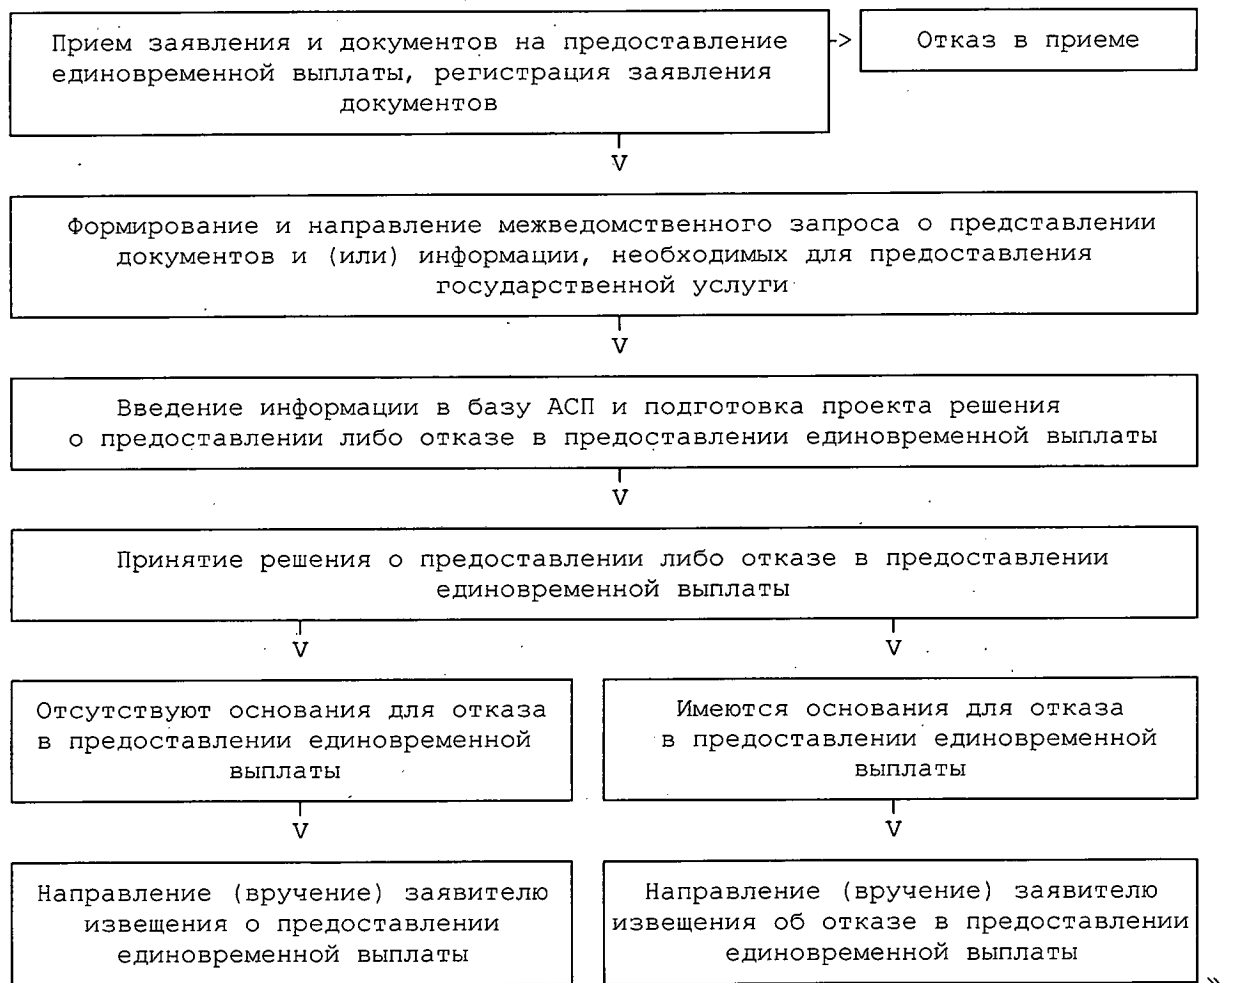 Прием заявления и документов на предоставление
единовременной выплаты, регистрация заявления
документов
->
Отказ в приеме
V
Формирование и направление межведомственного запроса о представлении
документов и (или) информации, необходимых для предоставления
государственной услуги
V
Введение информации в базу АСП и подготовка проекта решения
о предоставлении либо отказе в предоставлении единовременной выплаты
V
Принятие решения о предоставлении либо отказе в предоставлении
единовременной выплаты
V
V
Отсутствуют основания для отказа
в предоставлении единовременной
выплаты
Имеются основания для отказа
в предоставлении единовременной
выплаты
V
V
Направление (вручение) заявителю
извещения о предоставлении
единовременной выплаты
Направление (вручение) заявителю
извещения об отказе в предоставлении
единовременной выплаты
»